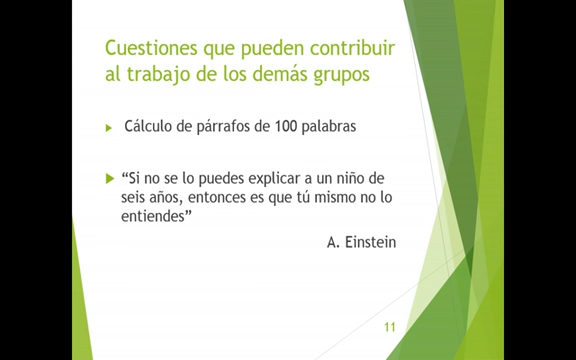 Cuestiones que pueden contribuir
al trabajo de los demás grupos
Cálculo de párrafos de 100 palabras
“Si no se lo puedes explicar a un niño de
seis años, entonces es que tú mismo no lo
entiendes”
A. Einstein
11